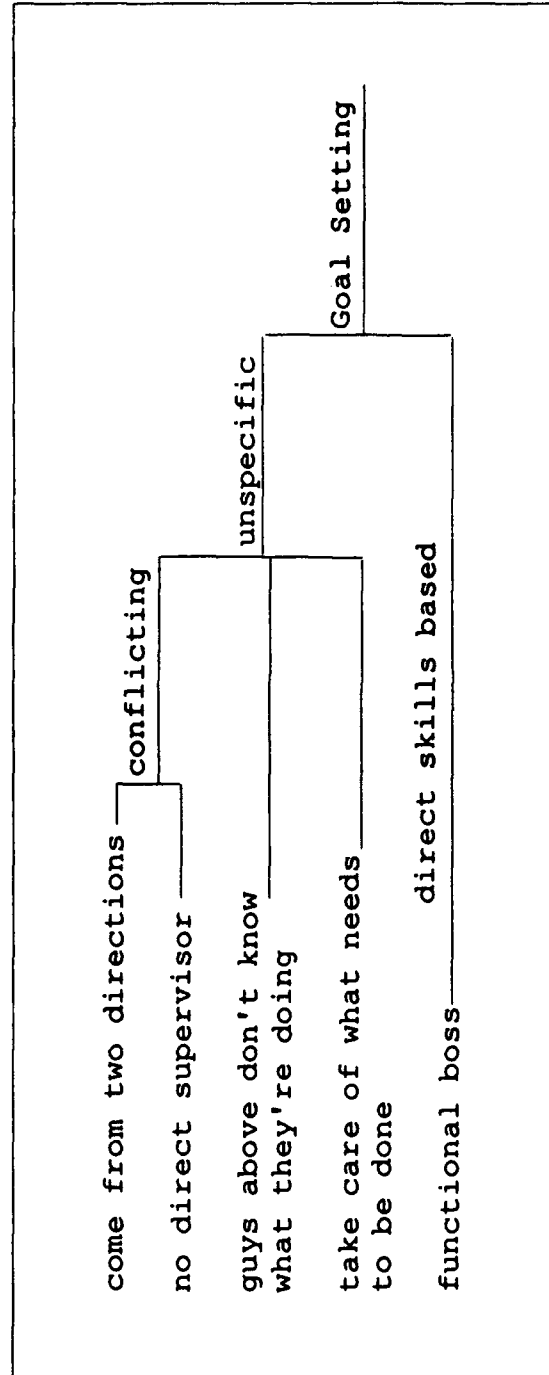 come from two directions
conflicting
no direct supervisor
unspecific
guys above don't know
what they're doing
Goal Setting
take care of what needs
to be done
direct skills based
functional boss